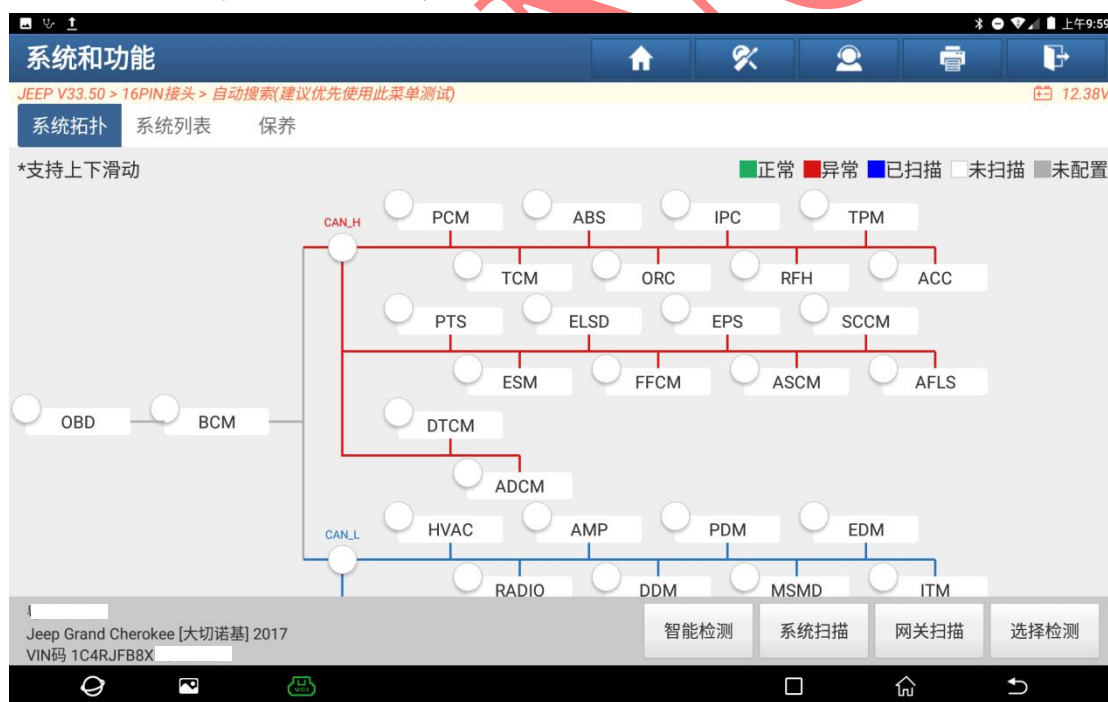 上午9:59
系统和功能
JEEP V33.50 > 16PIN接头 > 自动搜索(建议优先使用此菜单测试)
12.38V
系统拓扑 系统列表 保养
*支持上下滑动
正常 异常 已扫描 未扫描 未配置
CAN_H
PCM ABS IPC TPM
TCM ORC RFH ACC
PTS ELSD EPS SCCM
ESM FFCM ASCM AFLS
OBD BCM
DTCM
ADCM
CAN_L
HVAC AMP PDM EDM
RADIO DDM MSMD ITM
Jeep Grand Cherokee [大切诺基] 2017
VIN码 1C4RJFB8X
智能检测 系统扫描 网关扫描 选择检测
VCI